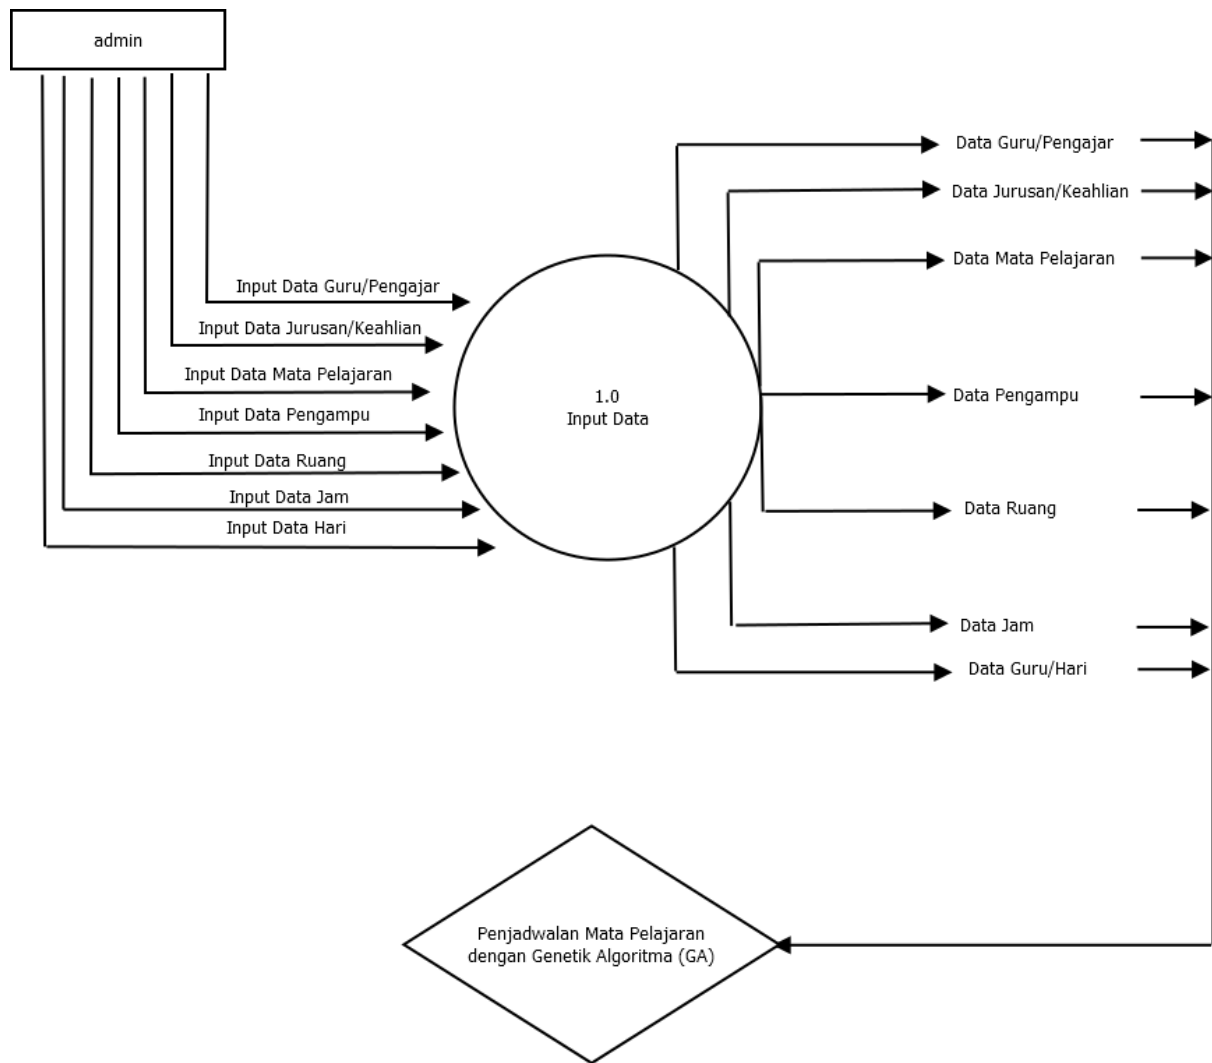 admin
Input Data Guru/Pengajar
Input Data Jurusan/Keahlian
Input Data Mata Pelajaran
Input Data Pengampu
Input Data Ruang
Input Data Jam
Input Data Hari
1.0
Input Data
Data Guru/Pengajar
Data Jurusan/Keahlian
Data Mata Pelajaran
Data Pengampu
Data Ruang
Data Jam
Data Guru/Hari
Penjadwalan Mata Pelajaran
dengan Genetik Algoritma (GA)